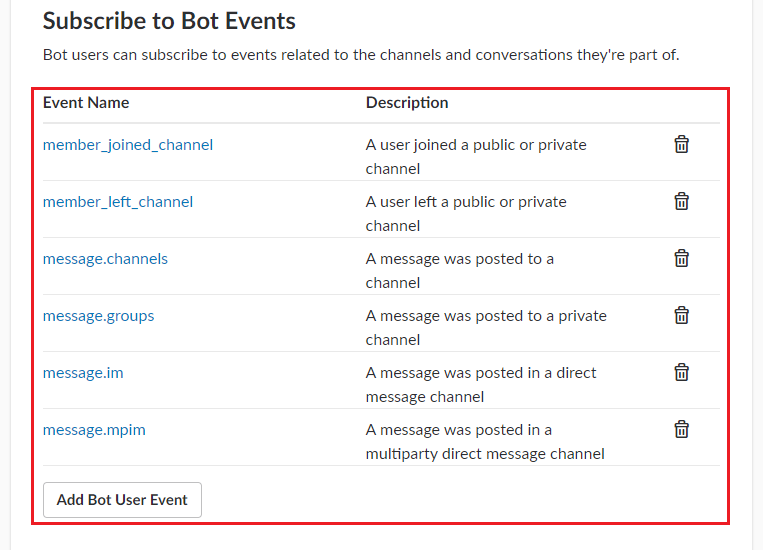 Subscribe to Bot Events
Bot users can subscribe to events related to the channels and conversations they're part of.
Event Name Description
member_joined_channel A user joined a public or private
channel
member_left_channel A user left a public or private
channel
message.channels A message was posted to a
channel
message.groups A message was posted to a private
channel
message.im A message was posted in a direct
message channel
message.mpim A message was posted in a
multiparty direct message channel
Add Bot User Event